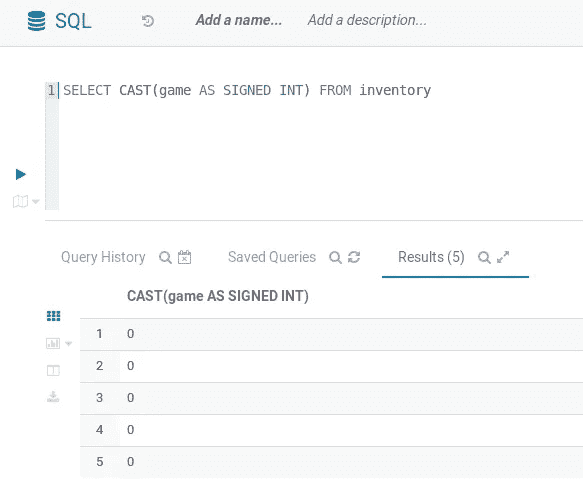 SQL Add a name... Add a description...
1 SELECT CAST(game AS SIGNED INT) FROM inventory
Query History Saved Queries Results (5)
CAST(game AS SIGNED INT)
1 0
2 0
3 0
4 0
5 0